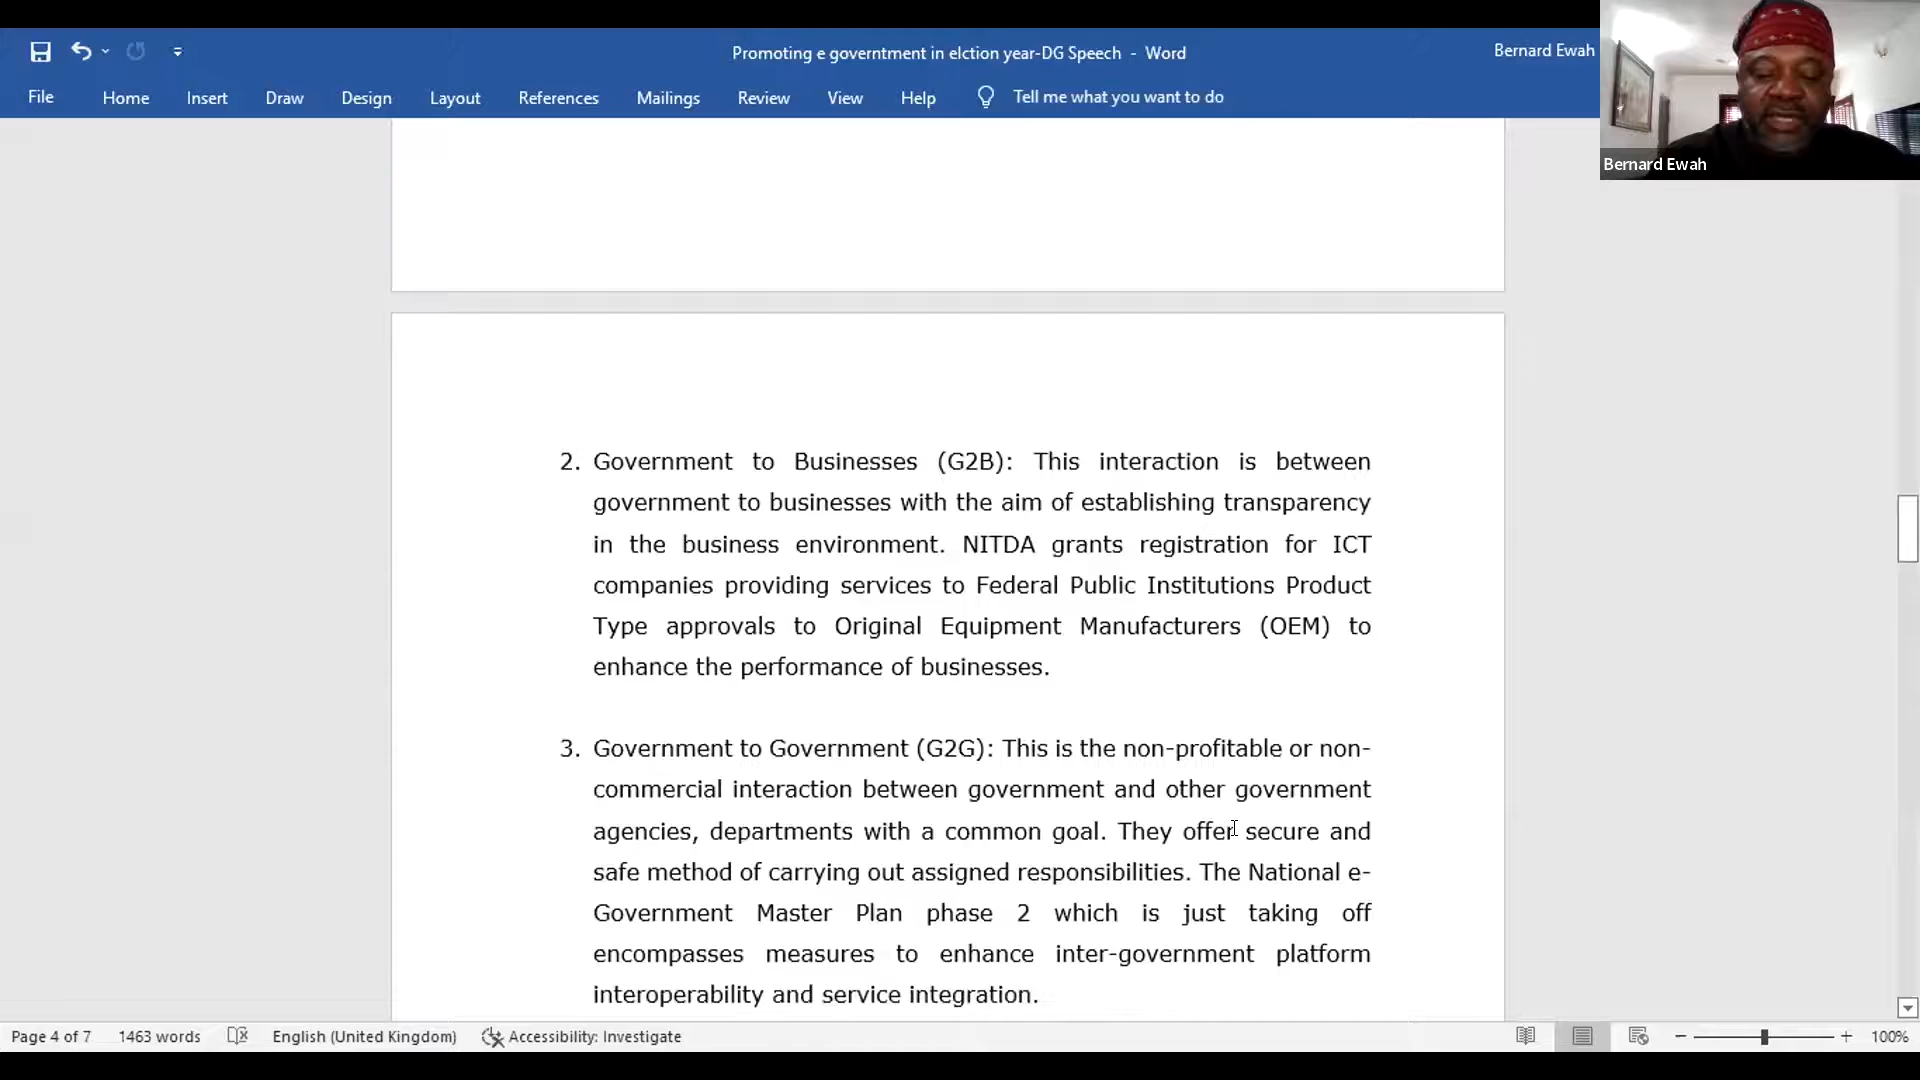 Promoting e governtment in elction year-DG Speech - Word
Bernard Ewah
File Home Insert Draw Design Layout References Mailings Review View Help Tell me what you want to do
Bernard Ewah
2. Government to Businesses (G2B): This interaction is between
government to businesses with the aim of establishing transparency
in the business environment. NITDA grants registration for ICT
companies providing services to Federal Public Institutions Product
Type approvals to Original Equipment Manufacturers (OEM) to
enhance the performance of businesses.
3. Government to Government (G2G): This is the non-profitable or non-
commercial interaction between government and other government
agencies, departments with a common goal. They offer secure and
safe method of carrying out assigned responsibilities. The National e-
Government Master Plan phase 2 which is just taking off
encompasses measures to enhance inter-government platform
interoperability and service integration.
Page 4 of 7 1463 words English (United Kingdom) Accessibility: Investigate 100%